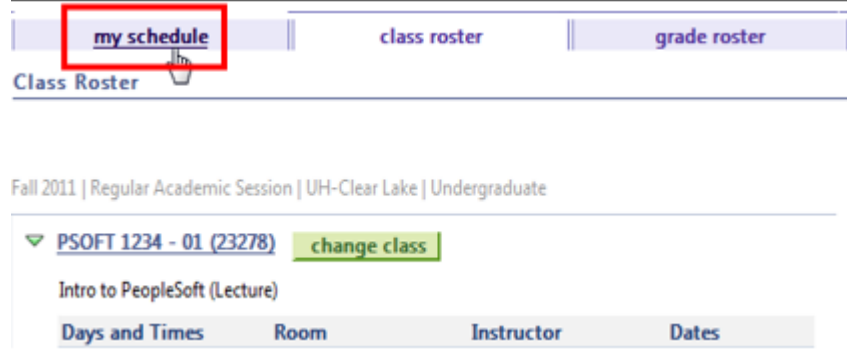 my schedule class roster grade roster
Class Roster
Fall 2011 | Regular Academic Session | UH-Clear Lake | Undergraduate
PSOFT 1234 - 01 (23278) change class
Intro to PeopleSoft (Lecture)
Days and Times Room Instructor Dates